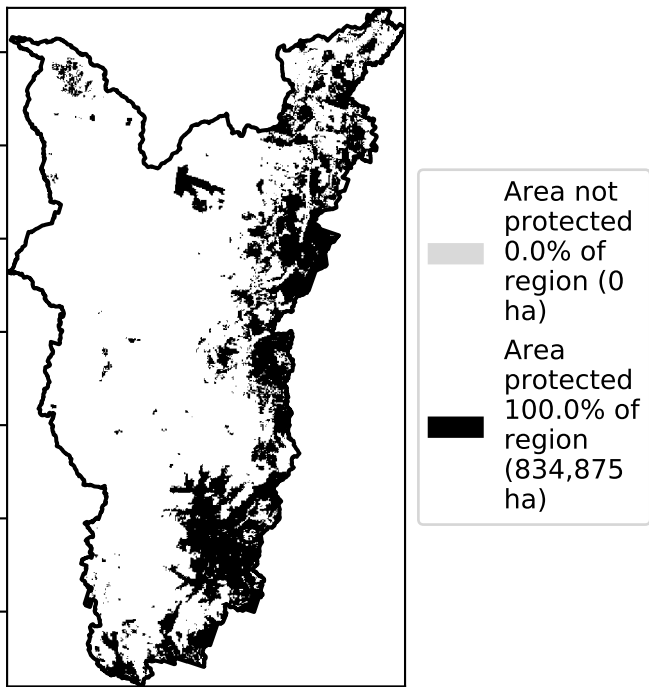 Area not
protected
0.0% of
region (0
ha)
Area
protected
100.0% of
region
(834,875
ha)